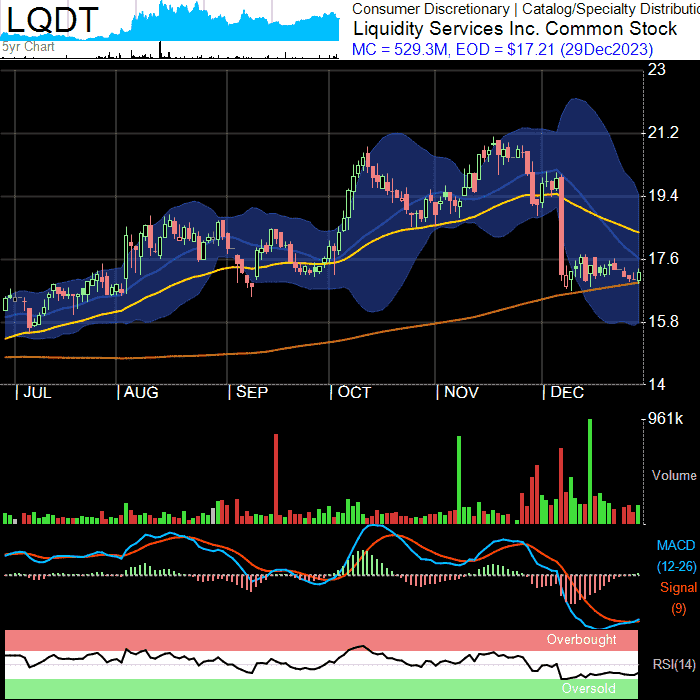 LQDT
5yr Chart
Consumer Discretionary | Catalog/Specialty Distributic
Liquidity Services Inc. Common Stock
MC = 529.3M, EOD = $17.21 (29Dec2023)
23
21.2
19.4
17.6
15.8
14
| JUL | AUG | SEP | OCT | NOV | DEC
961k
Volume
MACD
(12-26)
Signal
(9)
Overbought
RSI(14)
Oversold